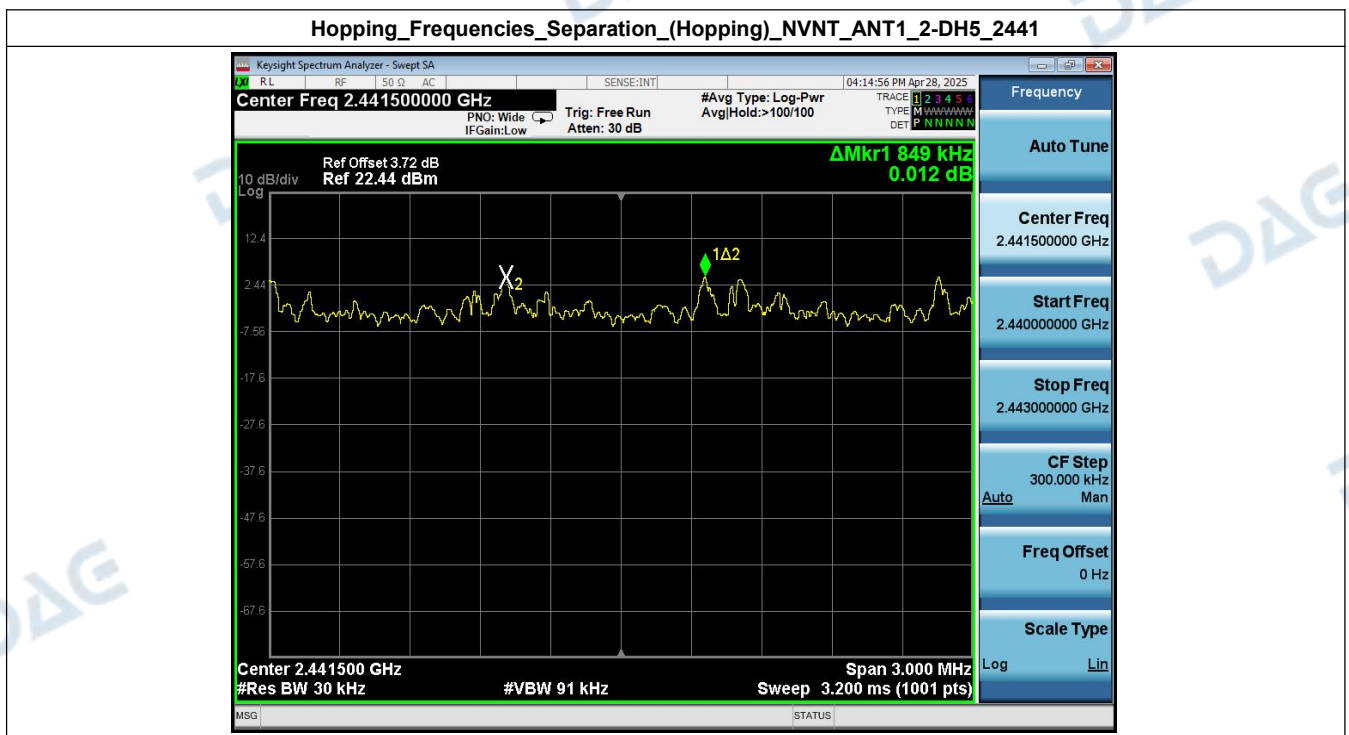 Hopping_Frequencies_Separation_(Hopping)_NVNT_ANT1_2-DH5_2441
Keysight Spectrum Analyzer - Swept SA
LXI RL RF 50 Ω AC SENSE:INT 04:14:56 PM Apr 28, 2025
Center Freq 2.441500000 GHz
PNO: Wide
IFGain:Low
Trig: Free Run
Atten: 30 dB
#Avg Type: Log-Pwr
Avg|Hold:>100/100
TRACE 1 2 3 4 5 6
TYPE M WWWWW
DET P N N N N N
ΔMkr1 849 kHz
0.012 dB
Ref Offset 3.72 dB
10 dB/div Ref 22.44 dBm
Log
12.4
2.44
-7.56
-17.6
-27.6
-37.6
-47.6
-57.6
-67.6
X2
1Δ2
Center 2.441500 GHz Span 3.000 MHz
#Res BW 30 kHz #VBW 91 kHz Sweep 3.200 ms (1001 pts)
MSG STATUS
Frequency
Auto Tune
Center Freq
2.441500000 GHz
Start Freq
2.440000000 GHz
Stop Freq
2.443000000 GHz
CF Step
300.000 kHz
Auto Man
Freq Offset
0 Hz
Scale Type
Log Lin
DAG
DAG